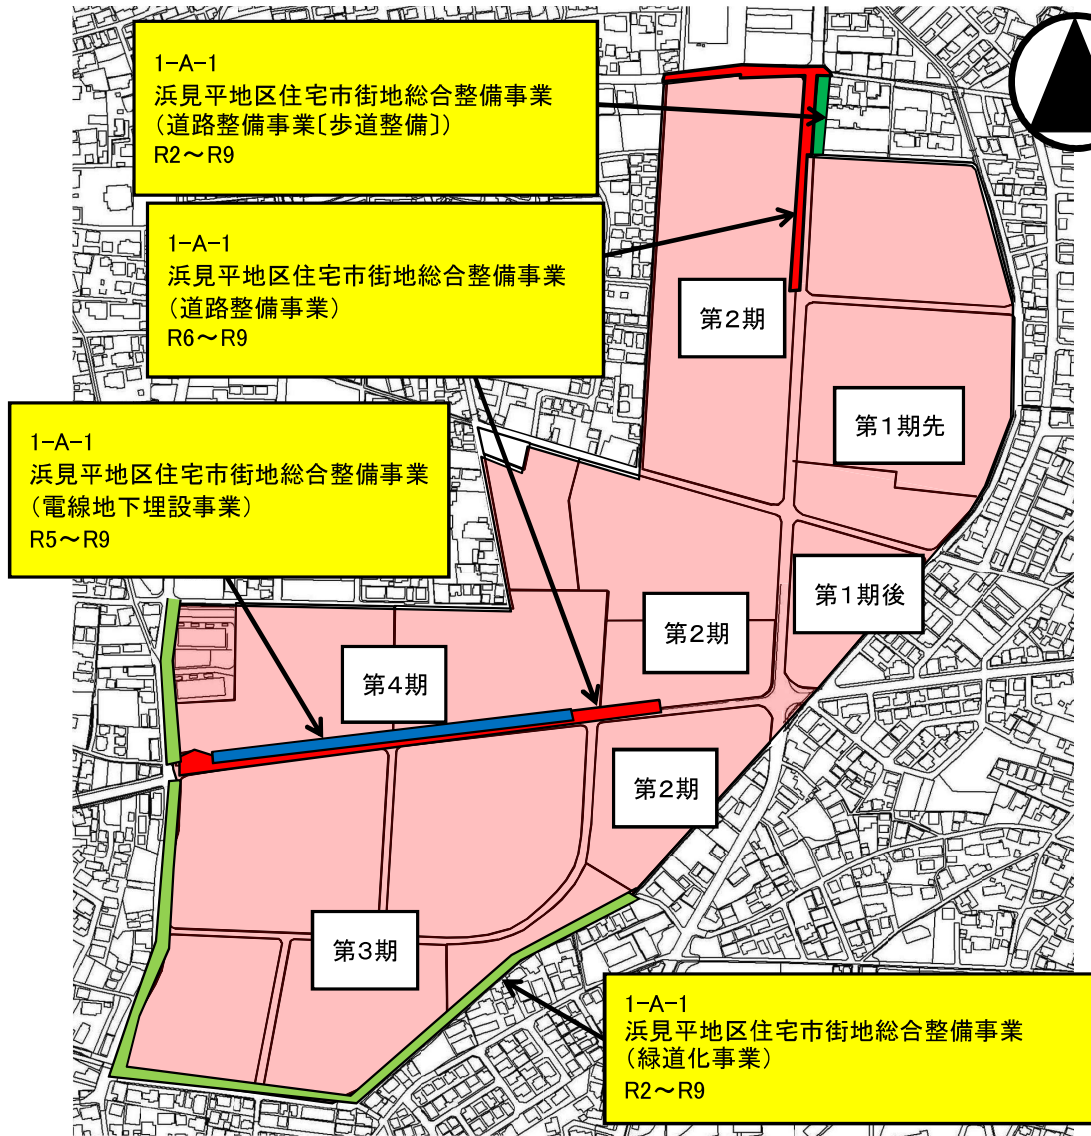 1-A-1
浜見平地区住宅市街地総合整備事業
(道路整備事業〔歩道整備〕)
R2～R9
1-A-1
浜見平地区住宅市街地総合整備事業
(道路整備事業)
R6～R9
第2期
第1期先
1-A-1
浜見平地区住宅市街地総合整備事業
(電線地下埋設事業)
R5～R9
第1期後
第2期
第4期
第2期
第3期
1-A-1
浜見平地区住宅市街地総合整備事業
(緑道化事業)
R2～R9